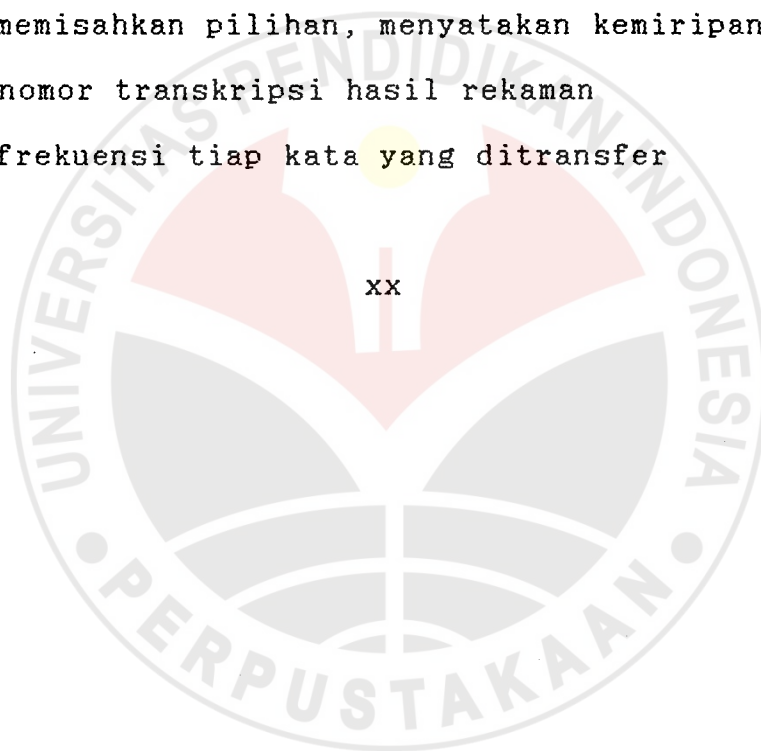 memisahkan pilihan, menyatakan kemiripan
nomor transkripsi hasil rekaman
frekuensi tiap kata yang ditransfer
xx
UNIVERSITAS PENDIDIKAN INDONESIA
PERPUSTAKAAN